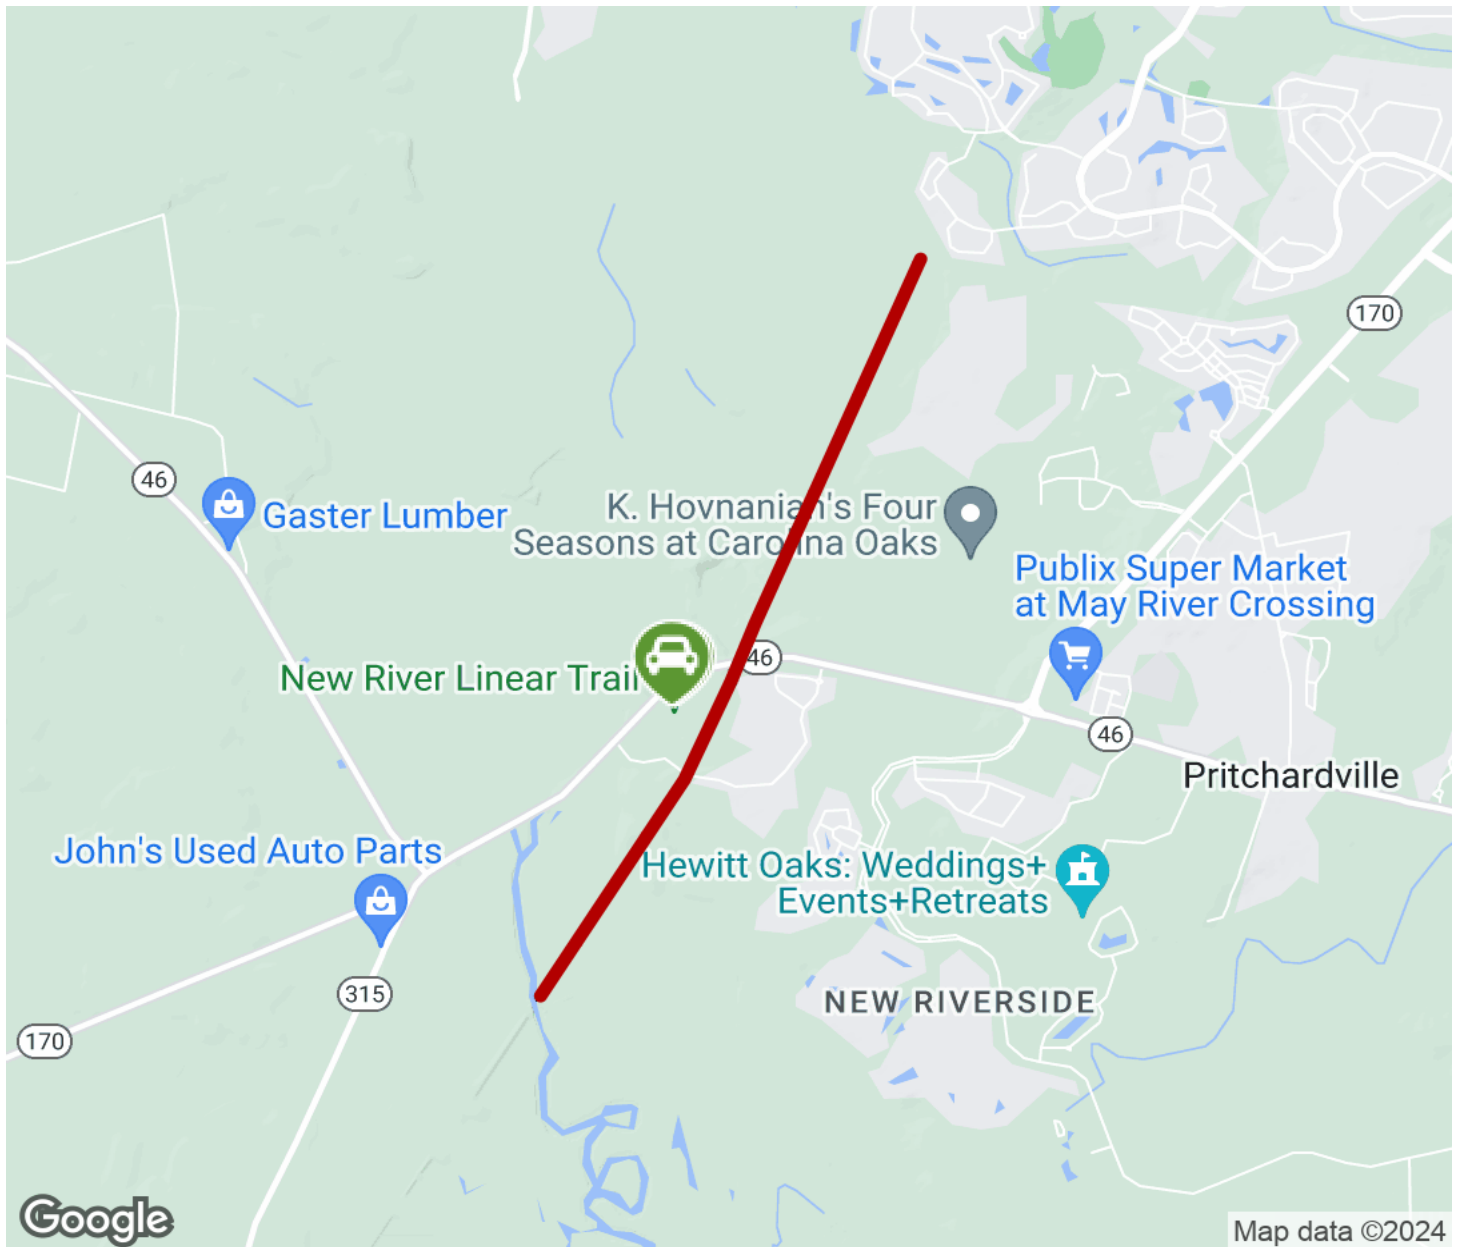 170
46
Gaster Lumber
K. Hovnanian's Four
Seasons at Carolina Oaks
Publix Super Market
at May River Crossing
46
New River Linear Trail
46
Pritchardville
John's Used Auto Parts
Hewitt Oaks: Weddings+
Events+Retreats
315
NEW RIVERSIDE
170
Google
Map data ©2024